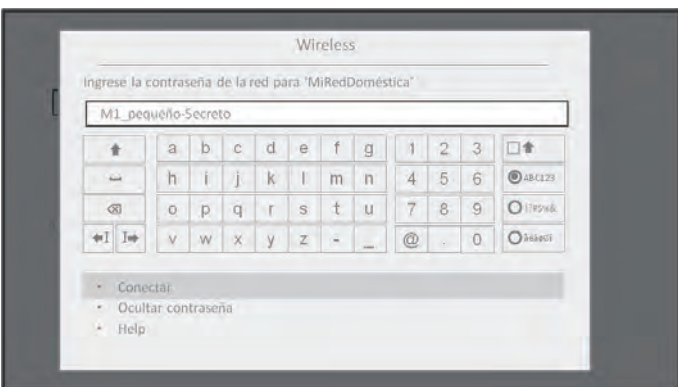 Wireless
Ingrese la contraseña de la red para 'MiRedDoméstica'
M1_pequeño-Secreto
a b c d e f g 1 2 3
h i j k l m n 4 5 6 ABC123
o p q r s t u 7 8 9
v w x y z - _ @ . 0
• Conectar
• Ocultar contraseña
• Help